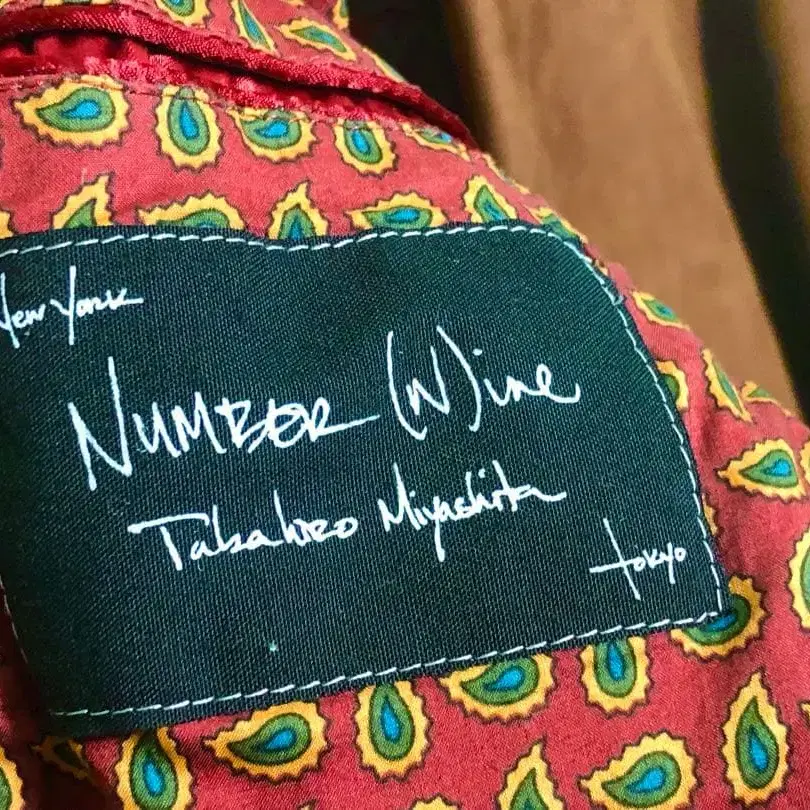 New York
NUMBER (N)ine
Takahiro Miyashita
tokyo